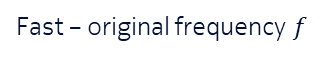 Fast – original frequency 𝑓